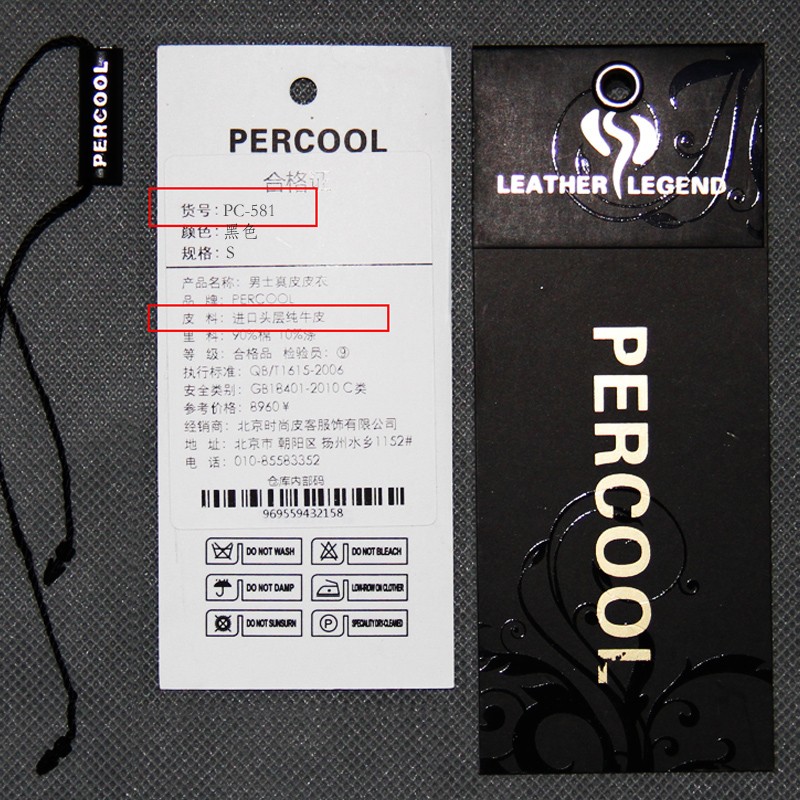 PERCOOL
PERCOOL
合格证
货号：PC-581
颜色：黑色
规格：S
产品名称：男士真皮皮衣
品 牌：PERCOOL
皮 料：进口头层纯牛皮
里 料：90%棉 10%涤
等 级：合格品 检验员：⑨
执行标准：QB/T1615-2006
安全类别：GB18401-2010 C类
参考价格：8960￥
经销商：北京时尚皮客服饰有限公司
地 址：北京市 朝阳区 扬州水乡1152#
电 话：010-85583352
仓库内部码
969559432158
DO NOT WASH
DO NOT BLEACH
DO NOT DAMP
LOW-IRON ON CLOTHER
DO NOT SUNSURN
P
SPECIALITY DRY-CLEANED
LEATHER LEGEND
PERCOOL